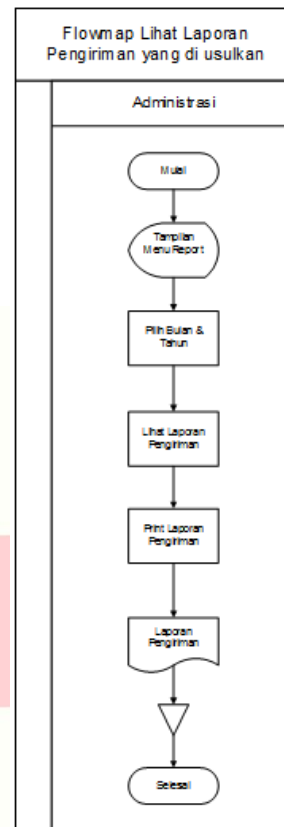 Flowmap Lihat Laporan
Pengiriman yang di usulkan
Administrasi
Mulai
Tampilan
Menu Report
Pilih Bulan &
Tahun
Lihat Laporan
Pengiriman
Print Laporan
Pengiriman
Laporan
Pengiriman
Selesai